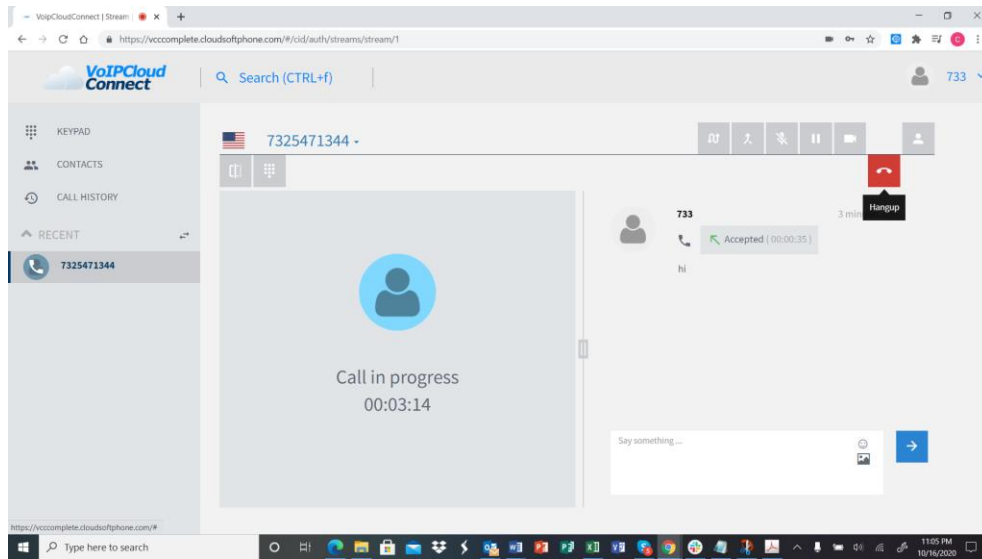 VoipCloudConnect | Stream
https://vcccomplete.cloudsoftphone.com/#/cid/auth/streams/stream/1
VoIPCloud
Connect
Search (CTRL+f)
733
KEYPAD
CONTACTS
CALL HISTORY
RECENT
7325471344
7325471344
Hangup
733
3 min
Accepted (00:00:35)
hi
Call in progress
00:03:14
Say something ...
https://vcccomplete.cloudsoftphone.com/#
Type here to search
11:05 PM
10/16/2020